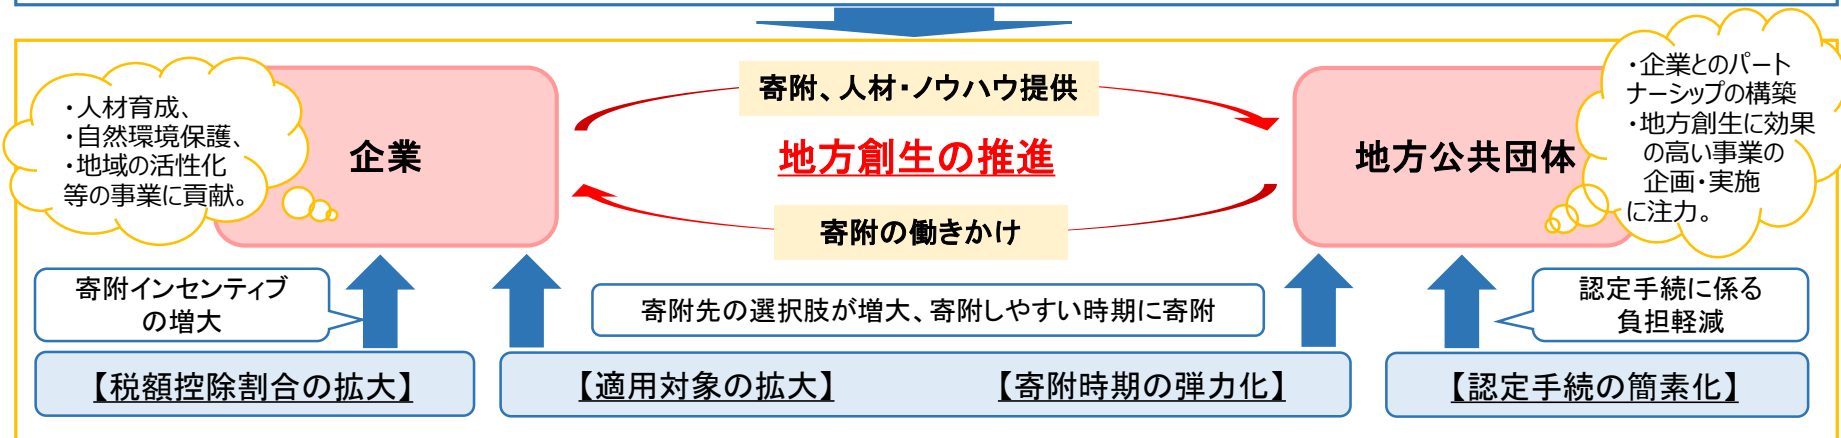 ・人材育成、
・自然環境保護、
・地域の活性化
等の事業に貢献。
企業
寄附、人材・ノウハウ提供
地方創生の推進
寄附の働きかけ
地方公共団体
・企業とのパート
ナーシップの構築
・地方創生に効果
の高い事業の
企画・実施
に注力。
寄附インセンティブ
の増大
寄附先の選択肢が増大、寄附しやすい時期に寄附
認定手続に係る
負担軽減
【税額控除割合の拡大】
【適用対象の拡大】
【寄附時期の弾力化】
【認定手続の簡素化】